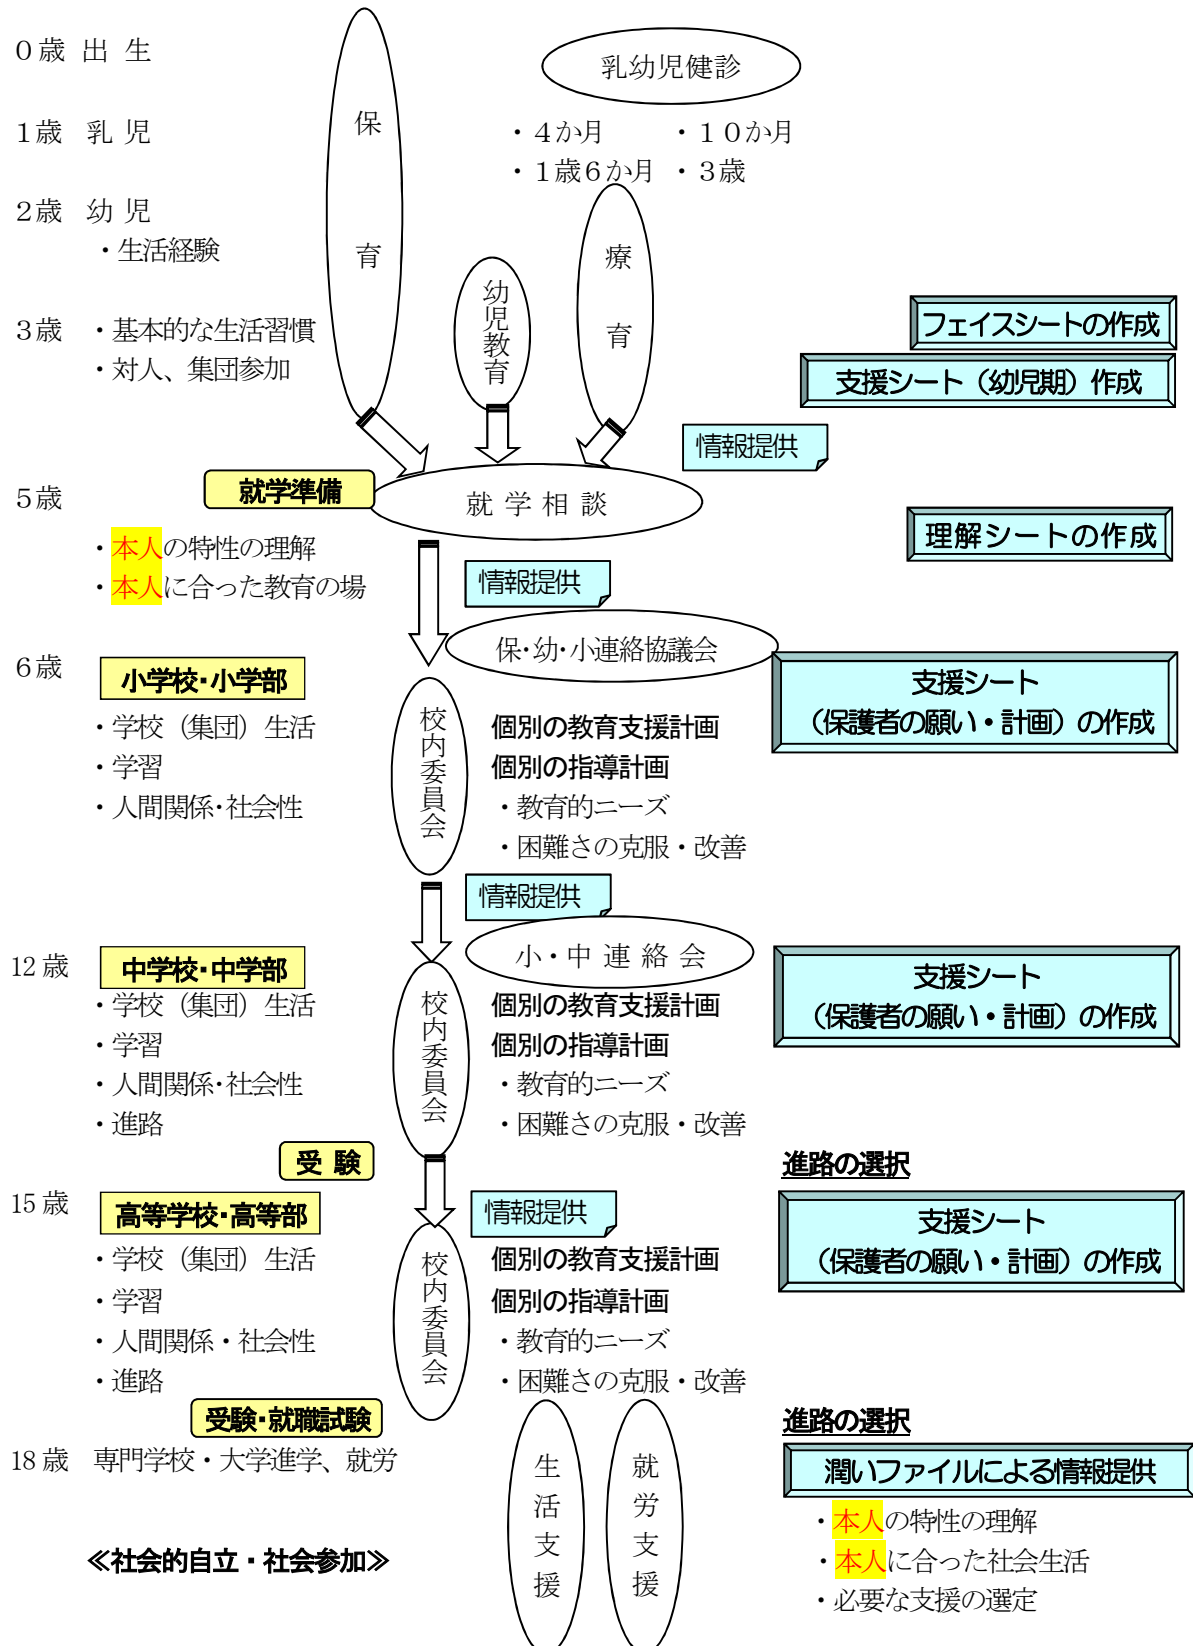 ０歳 出 生
乳幼児健診
保
育
１歳 乳 児
・４か月 ・１０か月
・１歳６か月 ・３歳
２歳 幼 児
・生活経験
療
育
幼児教育
３歳 ・基本的な生活習慣
・対人、集団参加
フェイスシートの作成
支援シート（幼児期）作成
情報提供
５歳
就学準備
就 学 相 談
理解シートの作成
・本人の特性の理解
・本人に合った教育の場
情報提供
保･幼･小連絡協議会
６歳
小学校･小学部
・学校（集団）生活
・学習
・人間関係･社会性
校内委員会
個別の教育支援計画
個別の指導計画
・教育的ニーズ
・困難さの克服・改善
支援シート
（保護者の願い・計画）の作成
情報提供
小・中 連 絡 会
12 歳
中学校･中学部
・学校（集団）生活
・学習
・人間関係･社会性
・進路
校内委員会
個別の教育支援計画
個別の指導計画
・教育的ニーズ
・困難さの克服・改善
支援シート
（保護者の願い・計画）の作成
受 験
進路の選択
15 歳
高等学校･高等部
情報提供
・学校（集団）生活
・学習
・人間関係・社会性
・進路
校内委員会
個別の教育支援計画
個別の指導計画
・教育的ニーズ
・困難さの克服・改善
支援シート
（保護者の願い・計画）の作成
受験･就職試験
進路の選択
18 歳 専門学校・大学進学、就労
生活支援
就労支援
潤いファイルによる情報提供
・本人の特性の理解
・本人に合った社会生活
・必要な支援の選定
≪社会的自立・社会参加≫